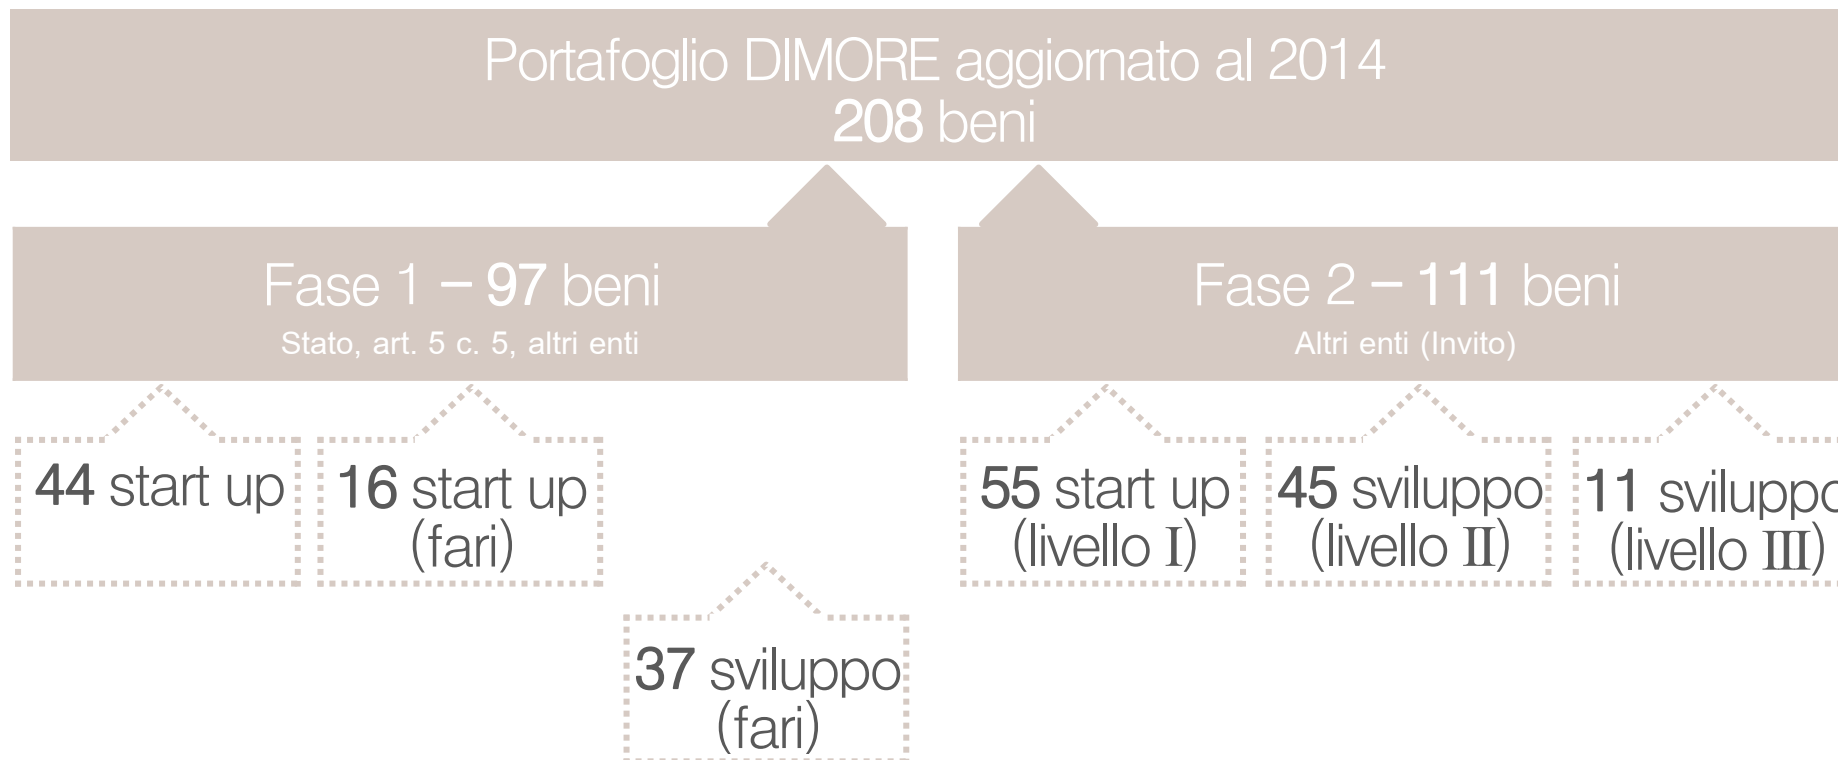 Portafoglio DIMORE aggiornato al 2014
208 beni
Fase 1 – 97 beni
Stato, art. 5 c. 5, altri enti
Fase 2 – 111 beni
Altri enti (Invito)
44 start up
16 start up
(fari)
37 sviluppo
(fari)
55 start up
(livello I)
45 sviluppo
(livello II)
11 sviluppo
(livello III)